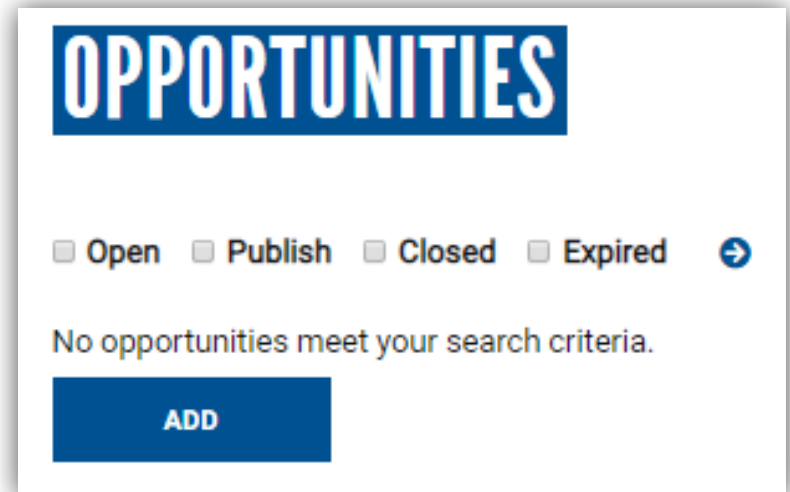 OPPORTUNITIES
Open Publish Closed Expired
No opportunities meet your search criteria.
ADD